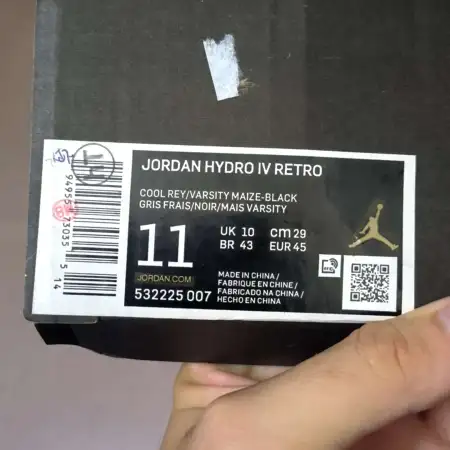 JORDAN HYDRO IV RETRO
COOL REY/VARSITY MAIZE-BLACK
GRIS FRAIS/NOIR/MAIS VARSITY
11
UK 10 CM 29
BR 43 EUR 45
JORDAN.COM
532225 007
MADE IN CHINA /
FABRIQUE EN CHINE /
FABRICADO NA CHINA /
HECHO EN CHINA
5 14